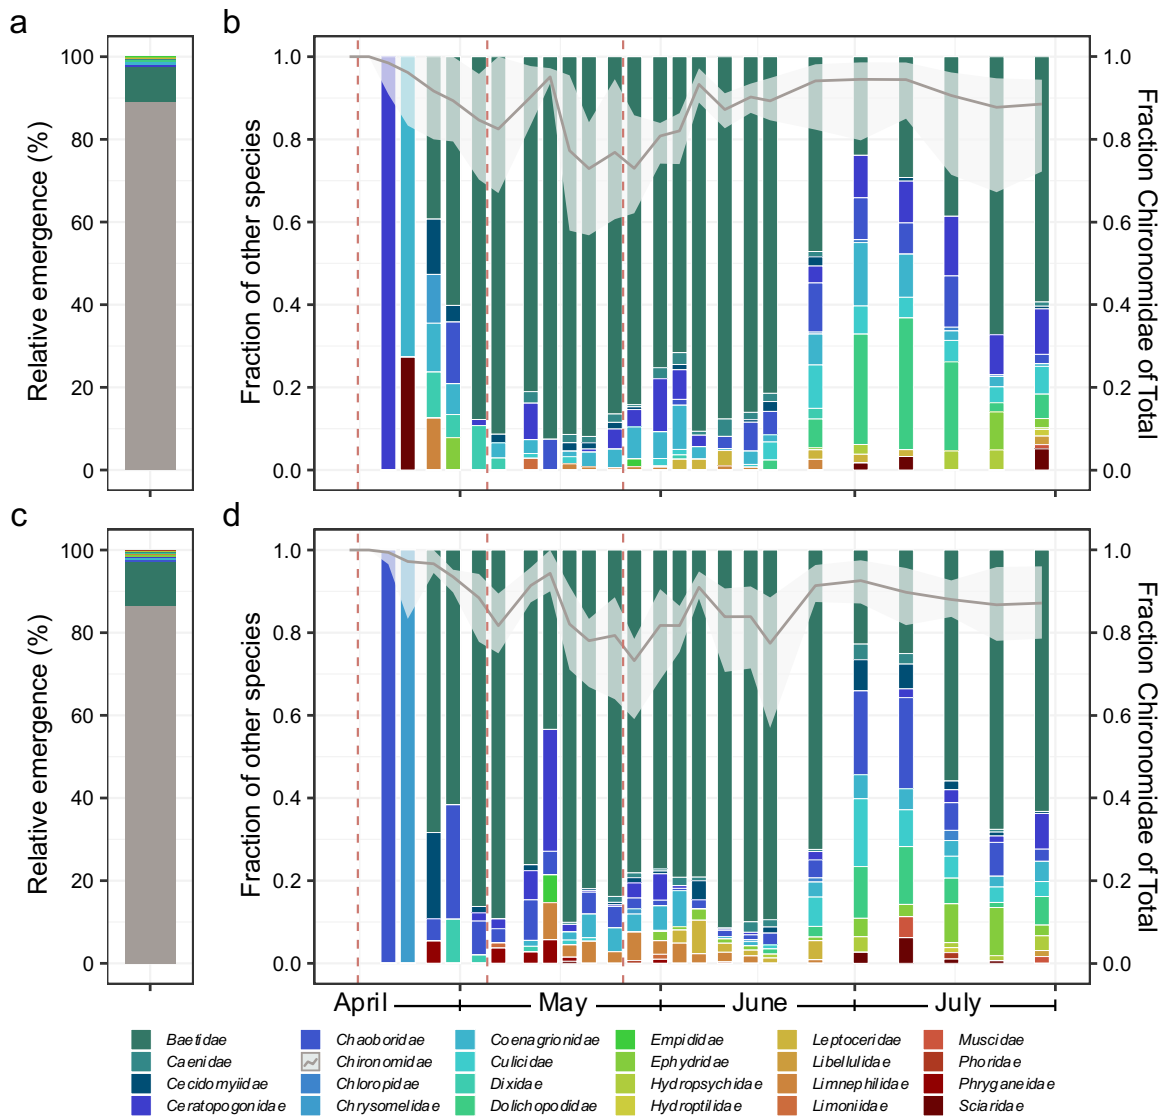 a
b
100
80
60
40
20
0
Relative emergence (%)
1.0
0.8
0.6
0.4
0.2
0.0
Fraction of other species
1.0
0.8
0.6
0.4
0.2
0.0
Fraction Chironomidae of Total
c
d
100
80
60
40
20
0
Relative emergence (%)
1.0
0.8
0.6
0.4
0.2
0.0
Fraction of other species
1.0
0.8
0.6
0.4
0.2
0.0
Fraction Chironomidae of Total
April May June July
Baetidae Chaoboridae Coenagrionidae Empididae Leptoceridae Muscidae
Caenidae Chironomidae Culicidae Ephydridae Libellulidae Phoridae
Cecidomyiidae Chloropidae Dixidae Hydropsychidae Limnephilidae Phryganeidae
Ceratopogonidae Chrysomelidae Dolichopodidae Hydroptilidae Limoniidae Sciaridae